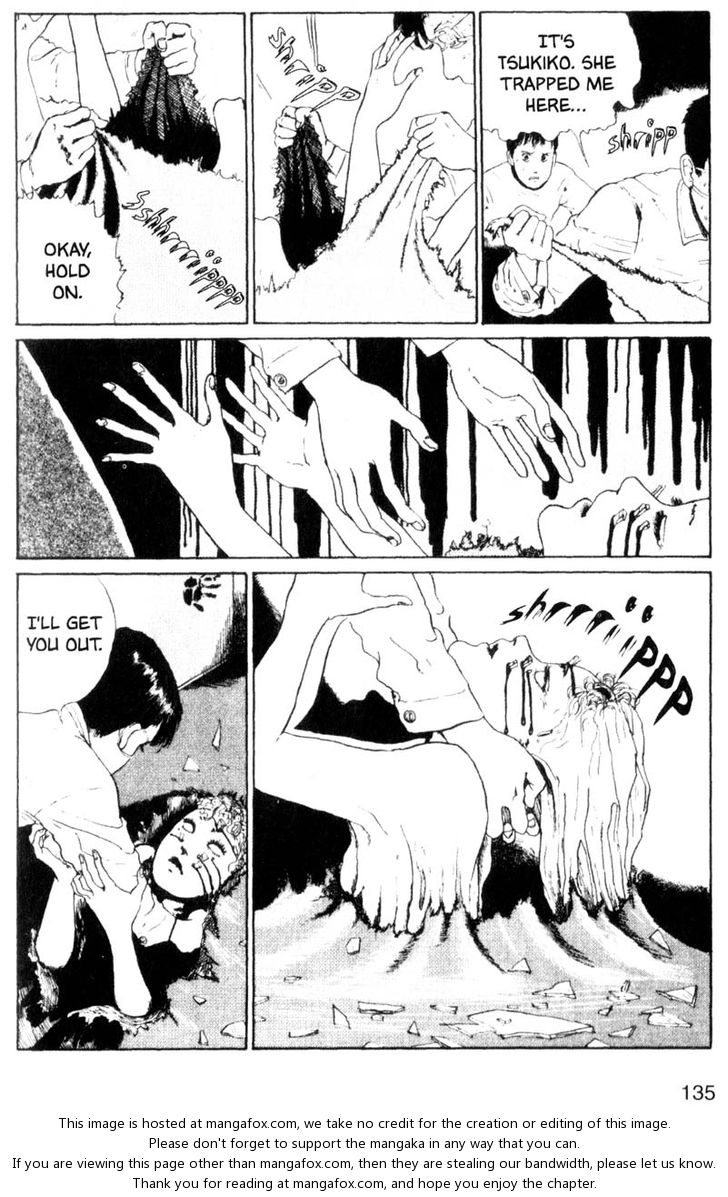 OKAY,
HOLD
ON.
Sshhrrriiipppp
shrripp
IT'S
TSUKIKO. SHE
TRAPPED ME
HERE...
shripp
I'LL GET
YOU OUT.
shrrrriippp
135
This image is hosted at mangafox.com, we take no credit for the creation or editing of this image.
Please don't forget to support the mangaka in any way that you can.
If you are viewing this page other than mangafox.com, then they are stealing our bandwidth, please let us know.
Thank you for reading at mangafox.com, and hope you enjoy the chapter.